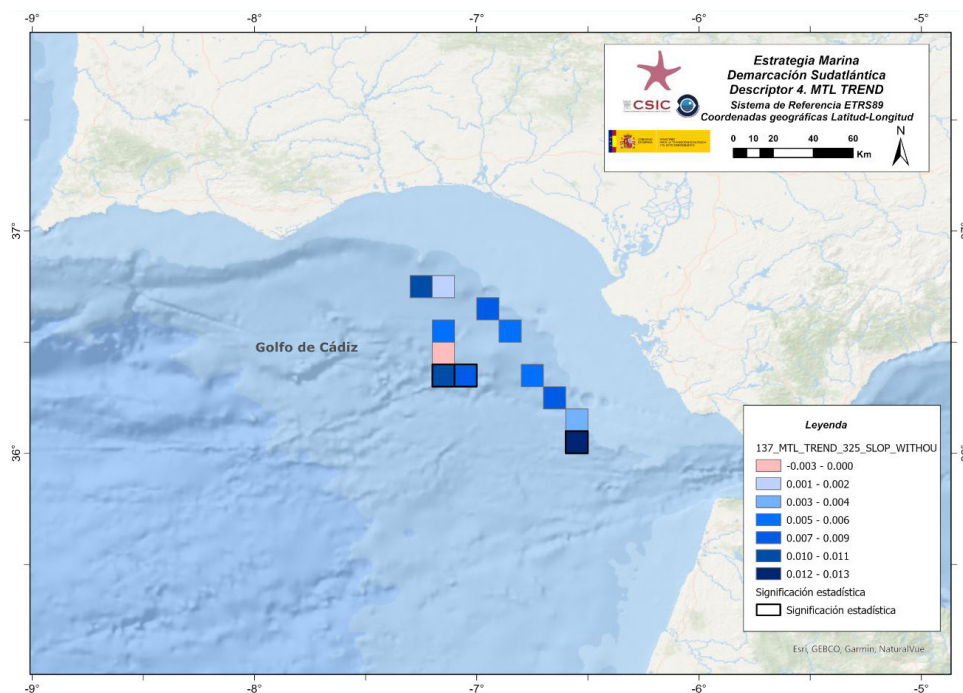 -9° -8° -7° -6° -5°
Estrategia Marina
Demarcación Sudatlántica
Descriptor 4. MTL TREND
Sistema de Referencia ETRS89
Coordenadas geográficas Latitud-Longitud
CSIC
0 10 20 40 60
Km
N
37°
37°
Golfo de Cádiz
36°
36°
Leyenda
137_MTL_TREND_325_SLOP_WITHOU
-0.003 - 0.000
0.001 - 0.002
0.003 - 0.004
0.005 - 0.006
0.007 - 0.009
0.010 - 0.011
0.012 - 0.013
Significación estadística
Significación estadística
Esri, GEBCO, Garmin, NaturalVue
-9° -8° -7° -6° -5°